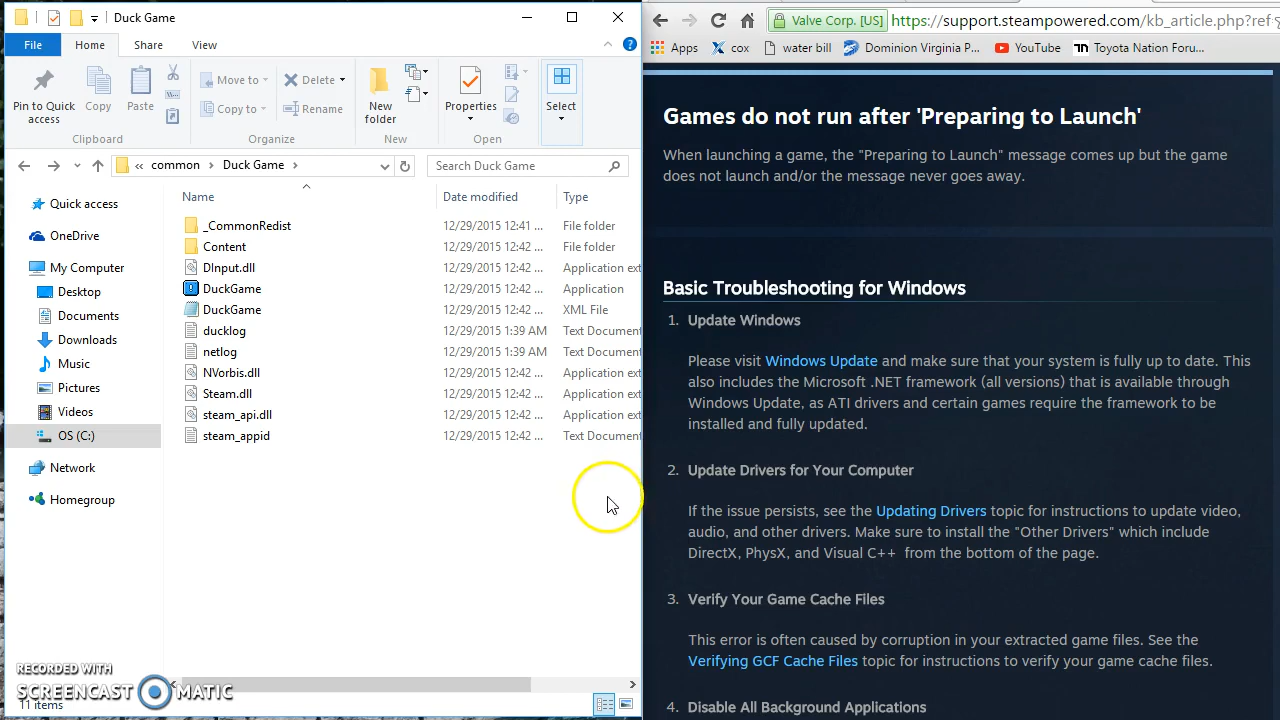 Duck Game
File Home Share View
Pin to Quick access
Copy
Paste
Clipboard
Move to
Copy to
Delete
Rename
Organize
New folder
New
Properties
Open
Select
common Duck Game
Search Duck Game
Quick access
OneDrive
My Computer
Desktop
Documents
Downloads
Music
Pictures
Videos
OS (C:)
Network
Homegroup
Name Date modified Type
_CommonRedist 12/29/2015 12:41 ... File folder
Content 12/29/2015 12:42 ... File folder
DInput.dll 12/29/2015 12:42 ... Application ext
DuckGame 12/29/2015 12:42 ... Application
DuckGame 12/29/2015 12:42 ... XML File
ducklog 12/29/2015 1:39 AM Text Document
netlog 12/29/2015 1:39 AM Text Document
NVorbis.dll 12/29/2015 12:42 ... Application ext
Steam.dll 12/29/2015 12:42 ... Application ext
steam_api.dll 12/29/2015 12:42 ... Application ext
steam_appid 12/29/2015 12:42 ... Text Document
RECORDED WITH
SCREENCAST MATIC
11 items
Valve Corp. [US] https://support.steampowered.com/kb_article.php?ref
Apps cox water bill Dominion Virginia P... YouTube Toyota Nation Foru...
Games do not run after 'Preparing to Launch'
When launching a game, the "Preparing to Launch" message comes up but the game
does not launch and/or the message never goes away.
Basic Troubleshooting for Windows
1. Update Windows
Please visit Windows Update and make sure that your system is fully up to date. This
also includes the Microsoft .NET framework (all versions) that is available through
Windows Update, as ATI drivers and certain games require the framework to be
installed and fully updated.
2. Update Drivers for Your Computer
If the issue persists, see the Updating Drivers topic for instructions to update video,
audio, and other drivers. Make sure to install the "Other Drivers" which include
DirectX, PhysX, and Visual C++ from the bottom of the page.
3. Verify Your Game Cache Files
This error is often caused by corruption in your extracted game files. See the
Verifying GCF Cache Files topic for instructions to verify your game cache files.
4. Disable All Background Applications